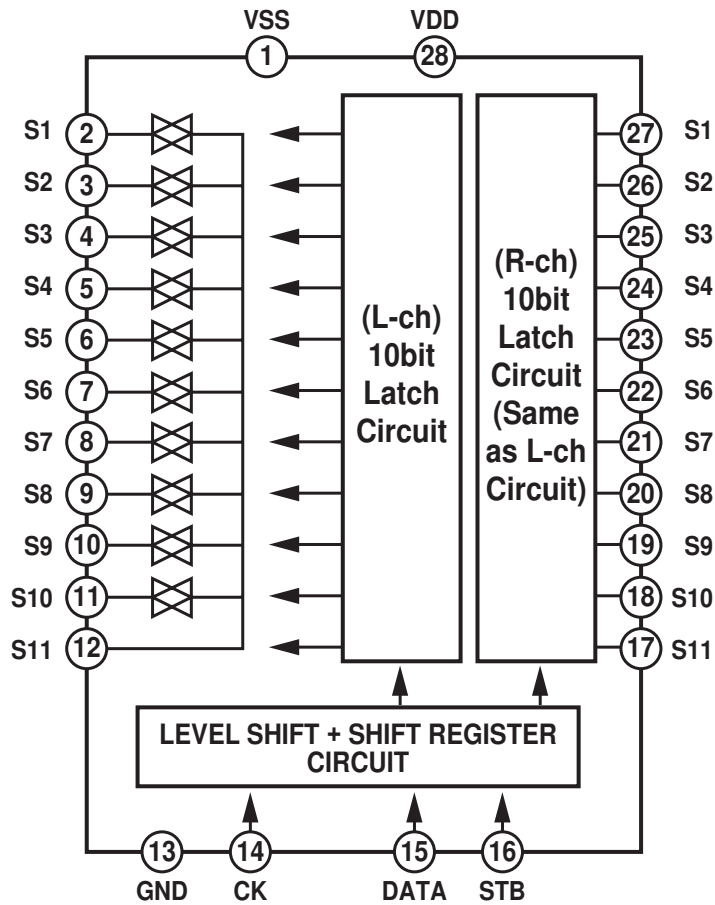 VSS VDD
1 28
S1 2 27 S1
S2 3 26 S2
S3 4 25 S3
S4 5 24 S4
S5 6 23 S5
S6 7 22 S6
S7 8 21 S7
S8 9 20 S8
S9 10 19 S9
S10 11 18 S10
S11 12 17 S11
(L-ch)
10bit
Latch
Circuit
(R-ch)
10bit
Latch
Circuit
(Same
as L-ch
Circuit)
LEVEL SHIFT + SHIFT REGISTER
CIRCUIT
13 14 15 16
GND CK DATA STB